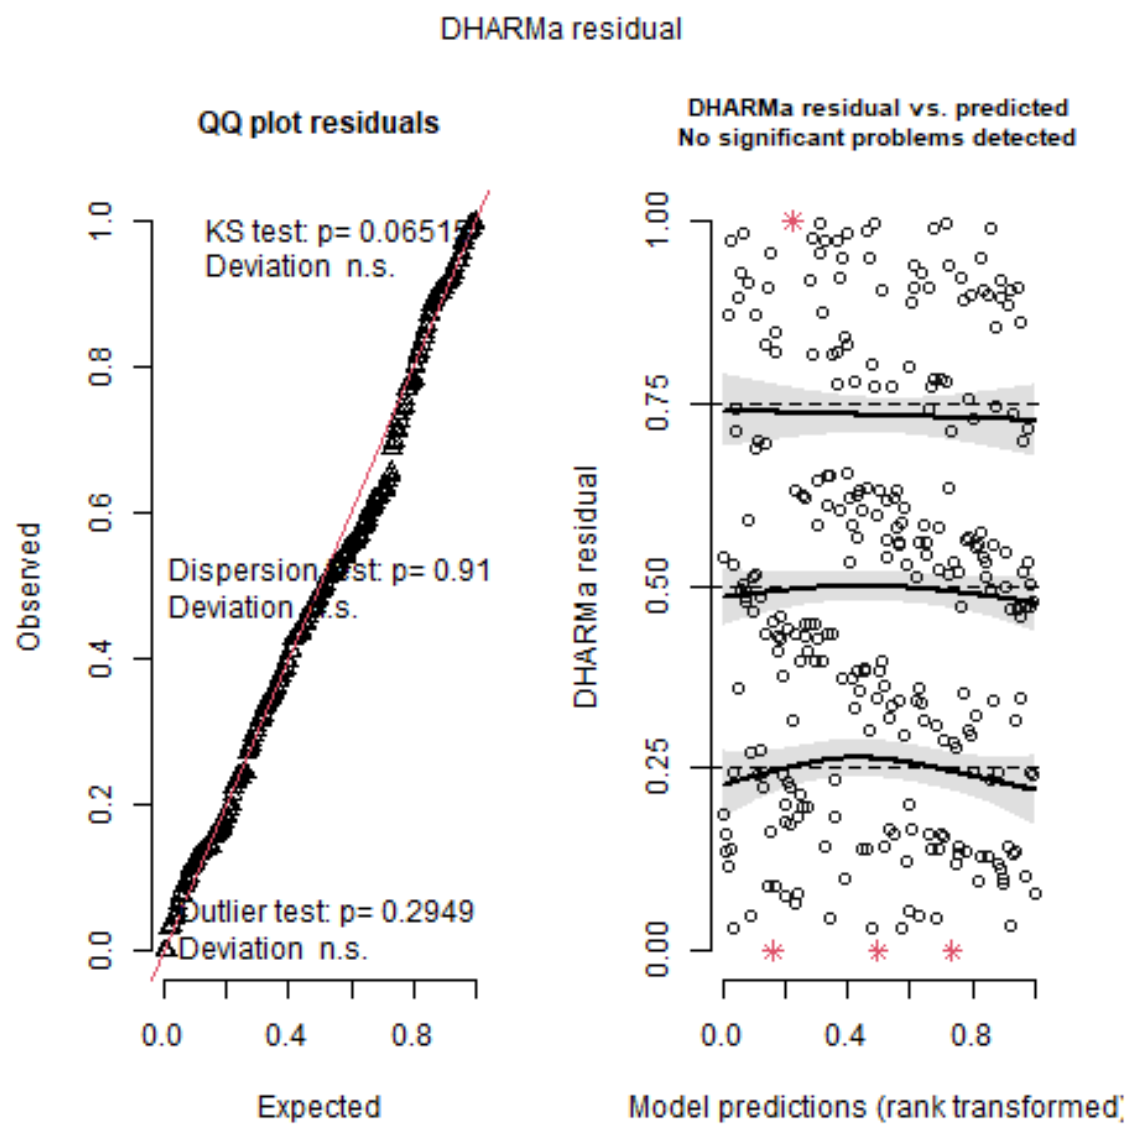 DHARMa residual
QQ plot residuals
KS test: p= 0.06515
Deviation n.s.
Dispersion test: p= 0.91
Deviation n.s.
Outlier test: p= 0.2949
Deviation n.s.
Observed
0.0
0.2
0.4
0.6
0.8
1.0
0.0
0.4
0.8
Expected
DHARMa residual vs. predicted
No significant problems detected
DHARMa residual
0.00
0.25
0.50
0.75
1.00
0.0
0.4
0.8
Model predictions (rank transformed)